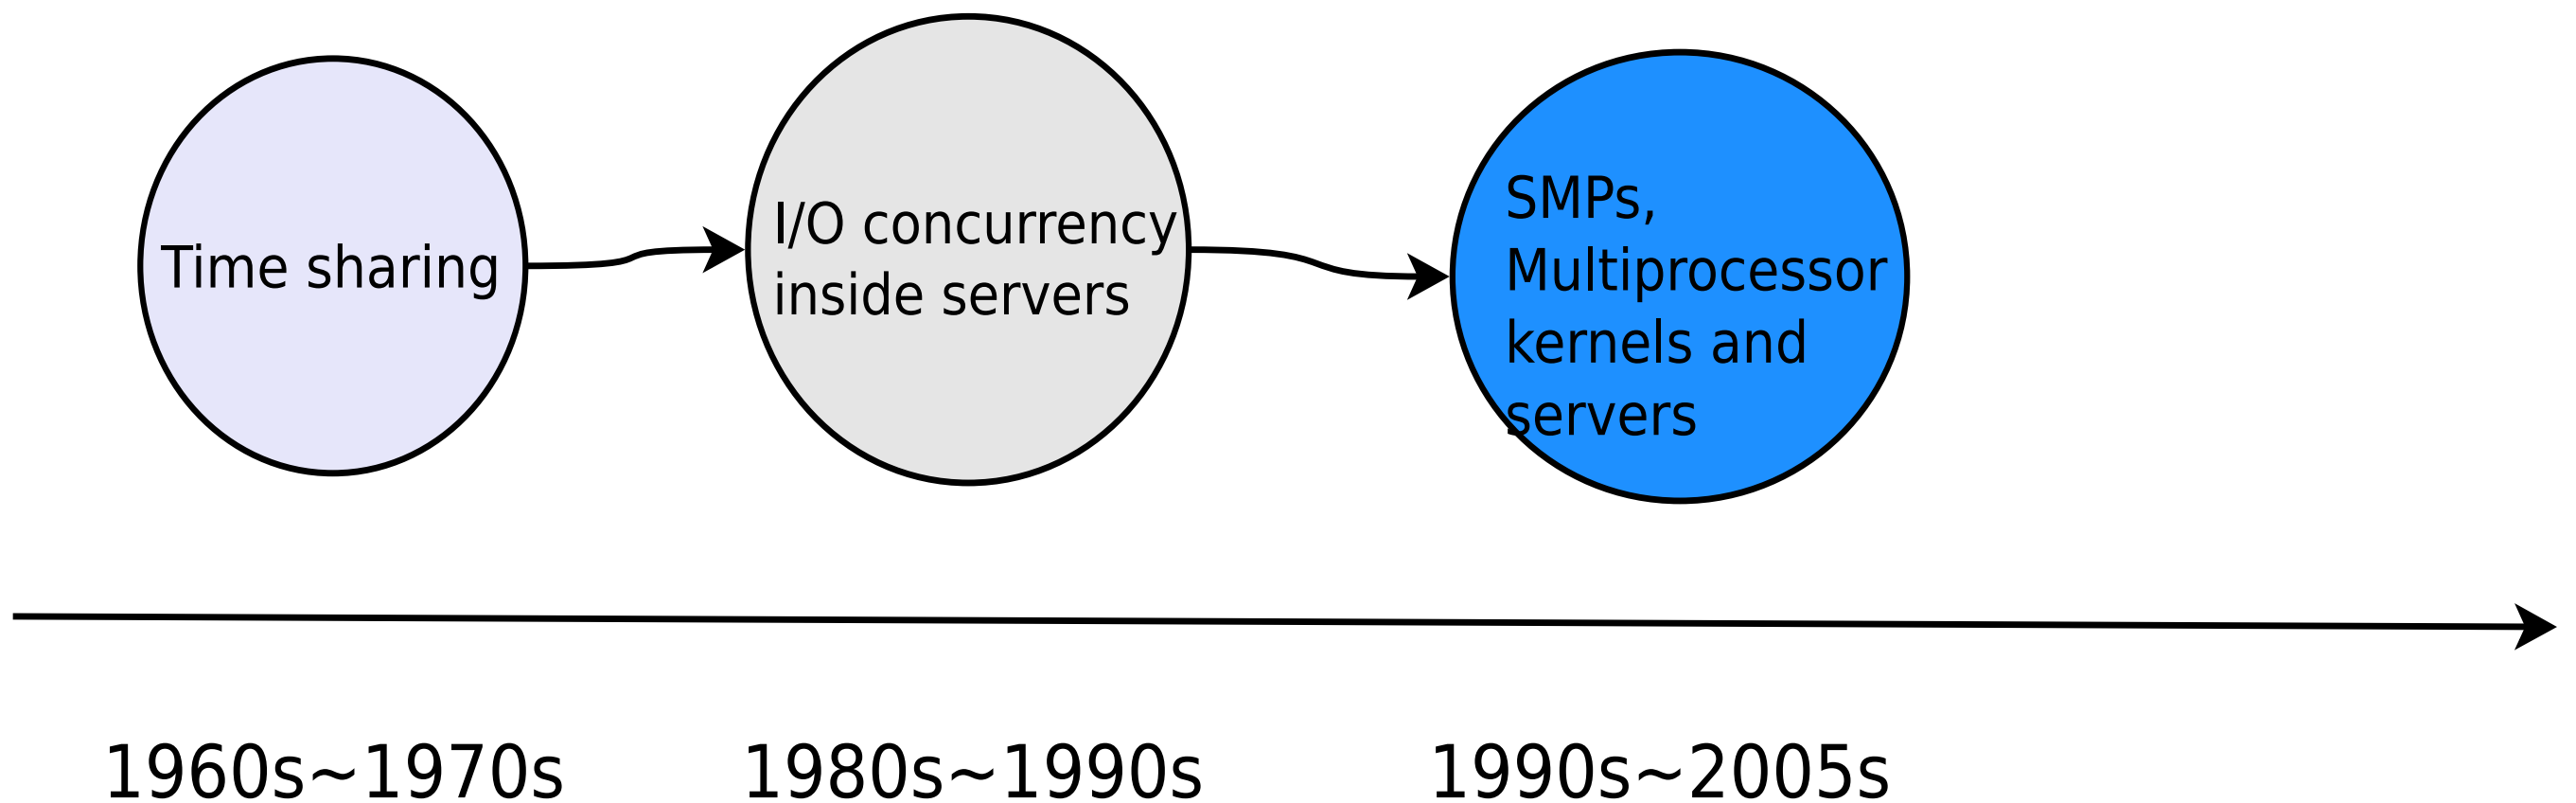 Time sharing
I/O concurrency
inside servers
SMPs,
Multiprocessor
kernels and
servers
1960s~1970s
1980s~1990s
1990s~2005s